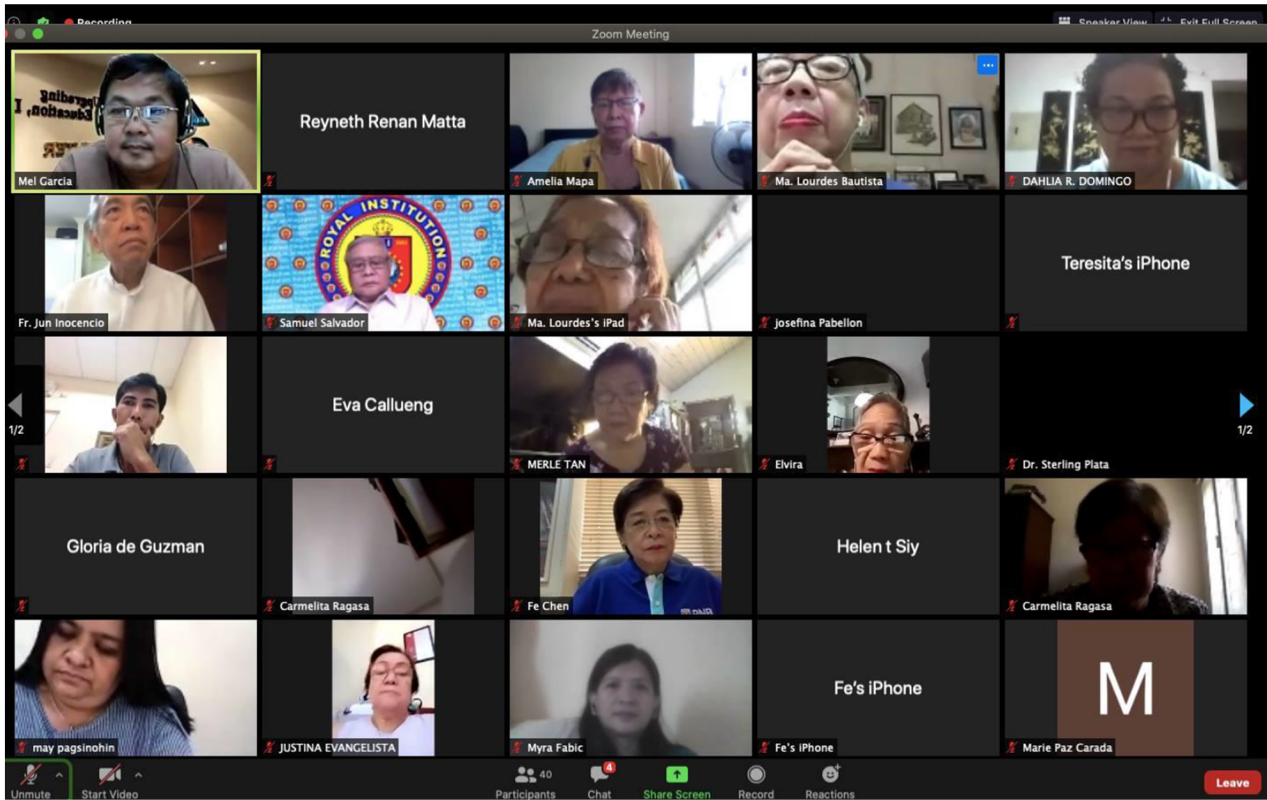 Recording
Speaker View
Exit Full Screen
Zoom Meeting
Upgrading
Education, I
Mel Garcia
Reyneth Renan Matta
Amelia Mapa
Ma. Lourdes Bautista
DAHLIA R. DOMINGO
Fr. Jun Inocencio
ROYAL INSTITUTION
Samuel Salvador
Ma. Lourdes's iPad
Josefina Pabellon
Teresita's iPhone
1/2
Eva Callueng
MERLE TAN
Elvira
Dr. Sterling Plata
1/2
Gloria de Guzman
Carmelita Ragasa
Fe Chen
Helen t Siy
Carmelita Ragasa
may pagsinohin
JUSTINA EVANGELISTA
Myra Fabic
Fe's iPhone
Fe's iPhone
M
Marie Paz Carada
Unmute
Start Video
40
Participants
4
Chat
Share Screen
Record
Reactions
Leave